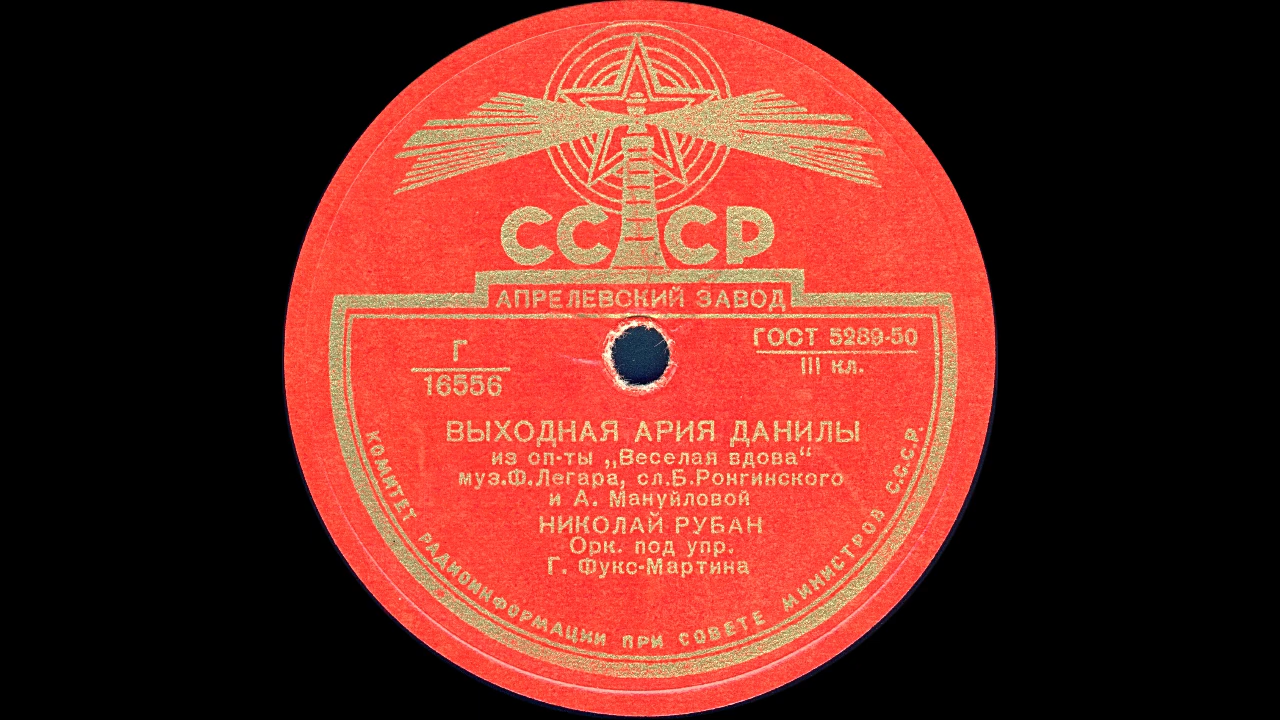 СССР
АПРЕЛЕВСКИЙ ЗАВОД
Г
16556
ГОСТ 5289-50
III кл.
ВЫХОДНАЯ АРИЯ ДАНИЛЫ
из оп-ты „Веселая вдова“
муз.Ф.Легара, сл.Б.Ронгинского
и А. Мануйловой
НИКОЛАЙ РУБАН
Орк. под упр.
Г. Фукс-Мартина
КОМИТЕТ РАДИОИНФОРМАЦИИ ПРИ СОВЕТЕ МИНИСТРОВ С.С.С.Р.